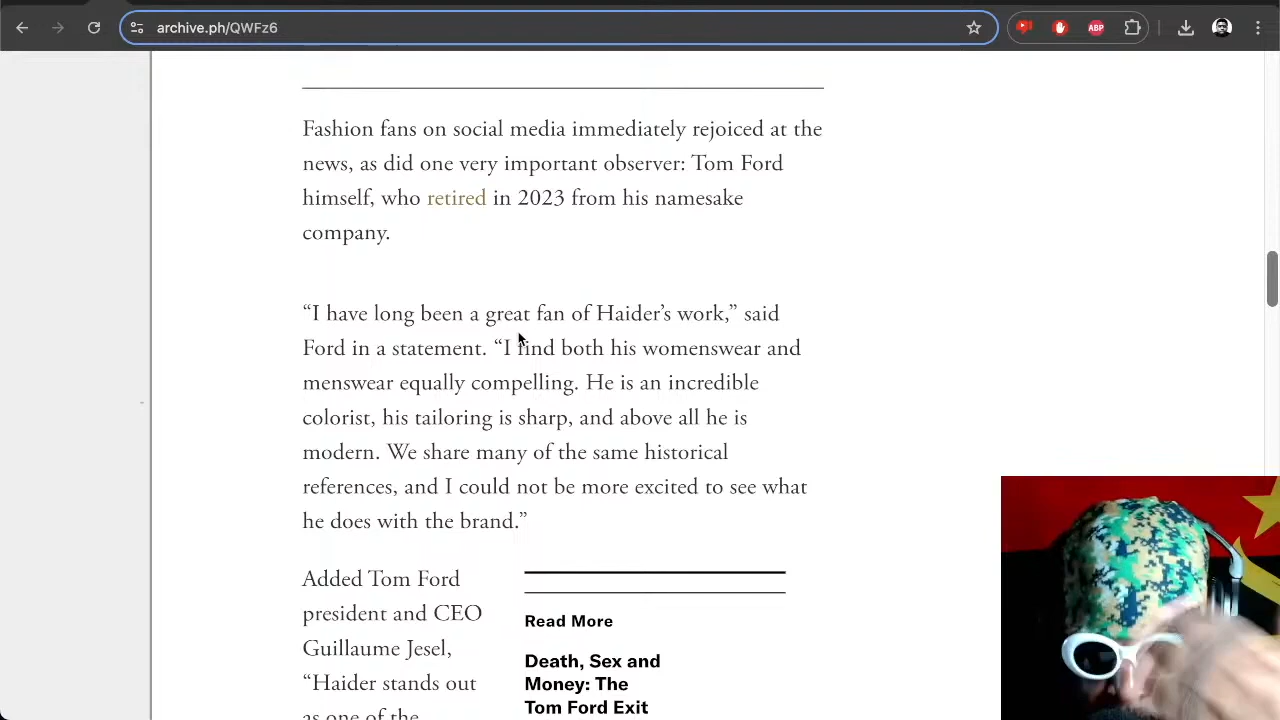 archive.ph/QWFz6
ABP
Fashion fans on social media immediately rejoiced at the
news, as did one very important observer: Tom Ford
himself, who retired in 2023 from his namesake
company.
“I have long been a great fan of Haider’s work,” said
Ford in a statement. “I find both his womenswear and
menswear equally compelling. He is an incredible
colorist, his tailoring is sharp, and above all he is
modern. We share many of the same historical
references, and I could not be more excited to see what
he does with the brand.”
Added Tom Ford
president and CEO
Guillaume Jesel,
“Haider stands out
as one of the
Read More
Death, Sex and
Money: The
Tom Ford Exit